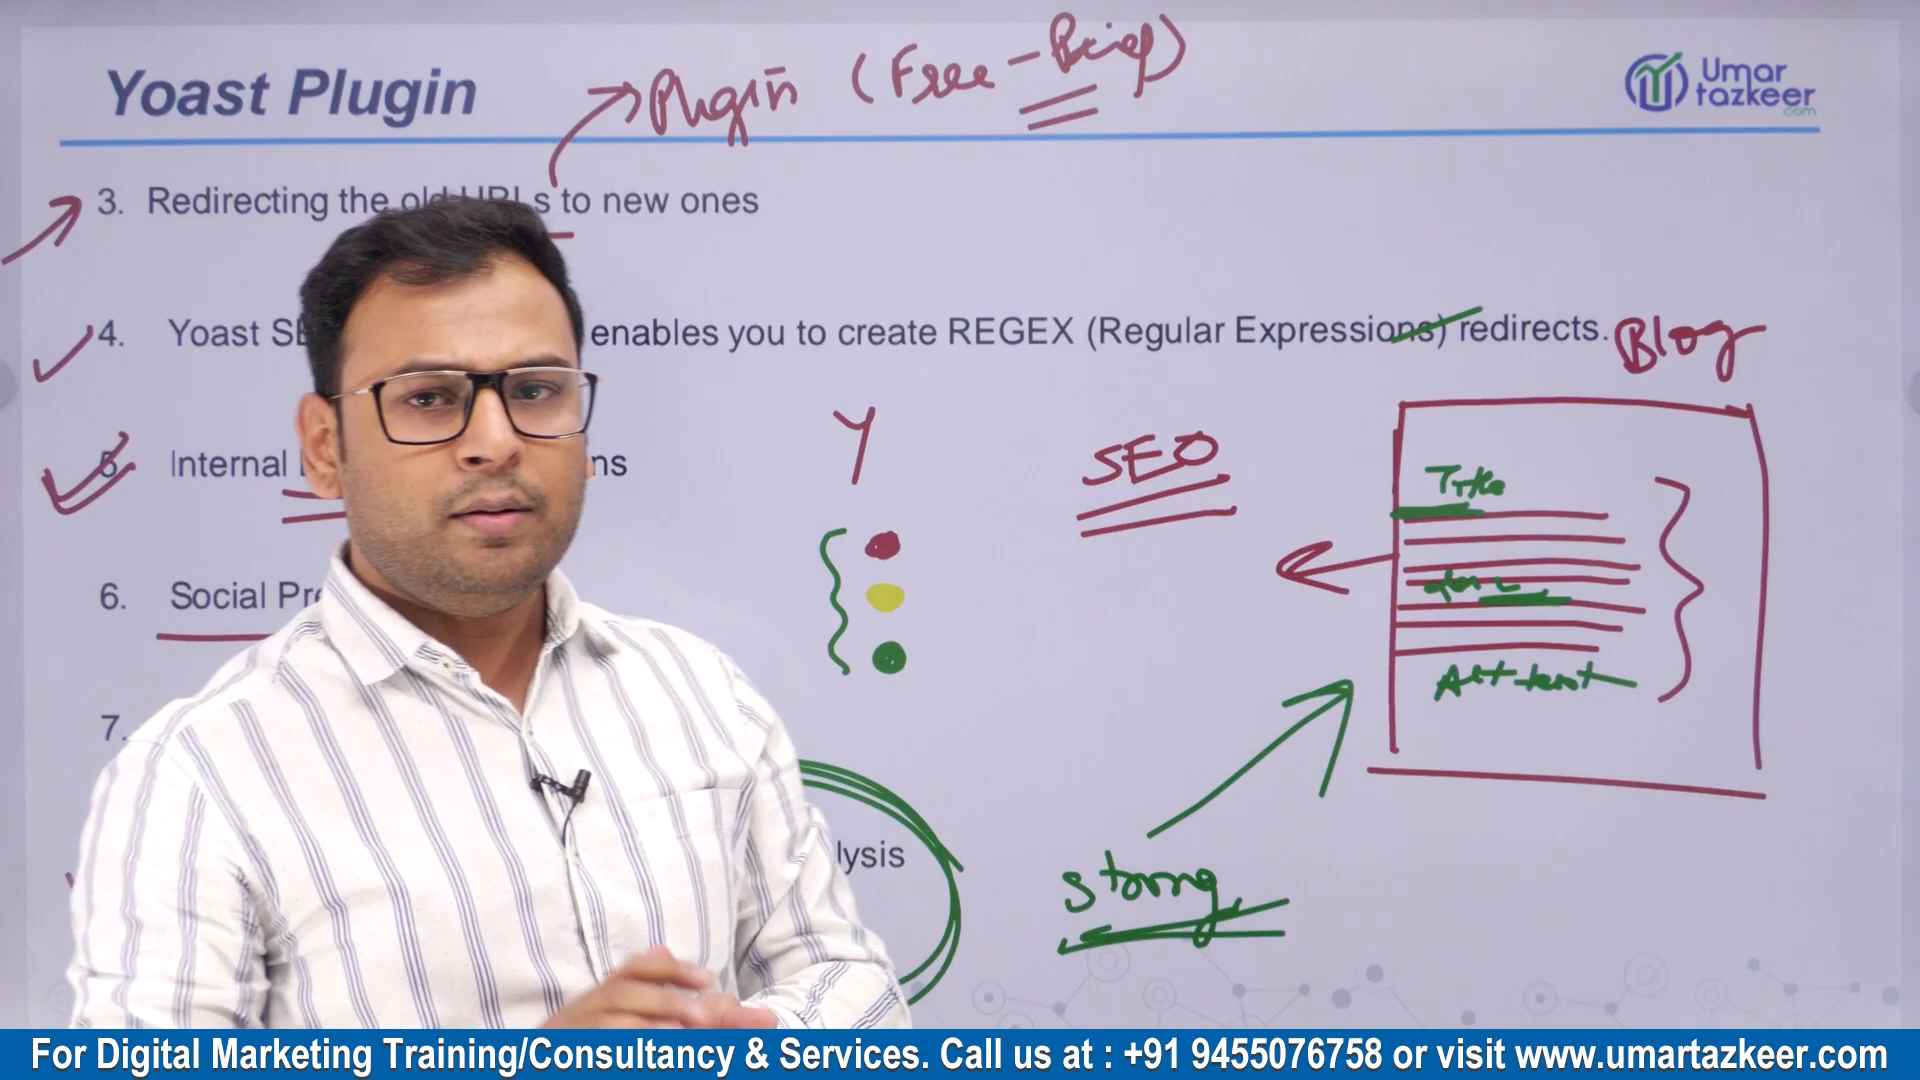 Yoast Plugin
Plugin (Free - Paid)
Umar
tazkeer
.com
3. Redirecting the old URLs to new ones
4. Yoast SE enables you to create REGEX (Regular Expressions) redirects.
Blog
Y
SEO
5. Internal ns
Title
6. Social Pre
Alt text
7.
lysis
strong
For Digital Marketing Training/Consultancy & Services. Call us at : +91 9455076758 or visit www.umartazkeer.com